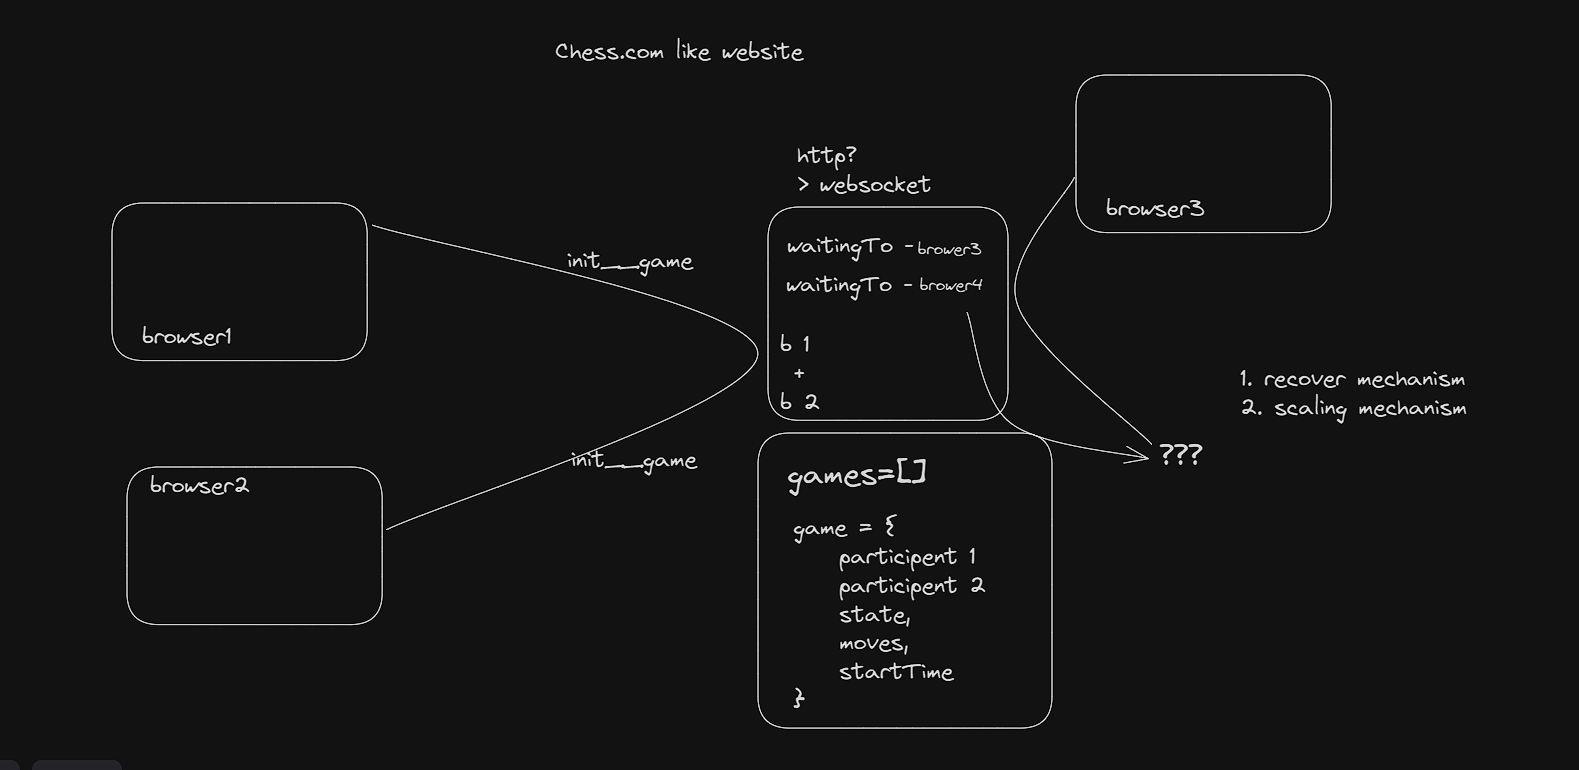 Chess.com like website
http?
> websocket
browser3
waitingTo - brower3
waitingTo - brower4
b 1
+
b 2
init__game
browser1
init__game
browser2
1. recover mechanism
2. scaling mechanism
???
games=[]
game = {
participent 1
participent 2
state,
moves,
startTime
}